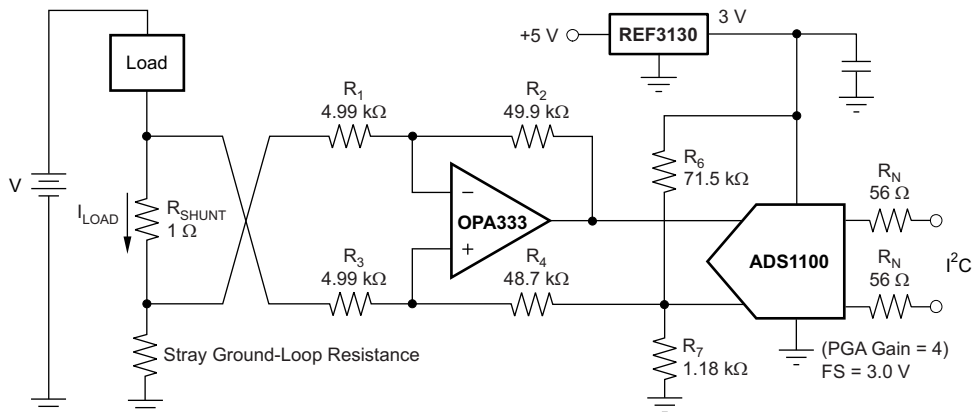 3 V
+5 V
REF3130
Load
R1
4.99 kΩ
R2
49.9 kΩ
R6
71.5 kΩ
V
ILOAD
RSHUNT
1 Ω
−
OPA333
+
RN
56 Ω
ADS1100
I2C
R3
4.99 kΩ
R4
48.7 kΩ
RN
56 Ω
Stray Ground-Loop Resistance
R7
1.18 kΩ
(PGA Gain = 4)
FS = 3.0 V